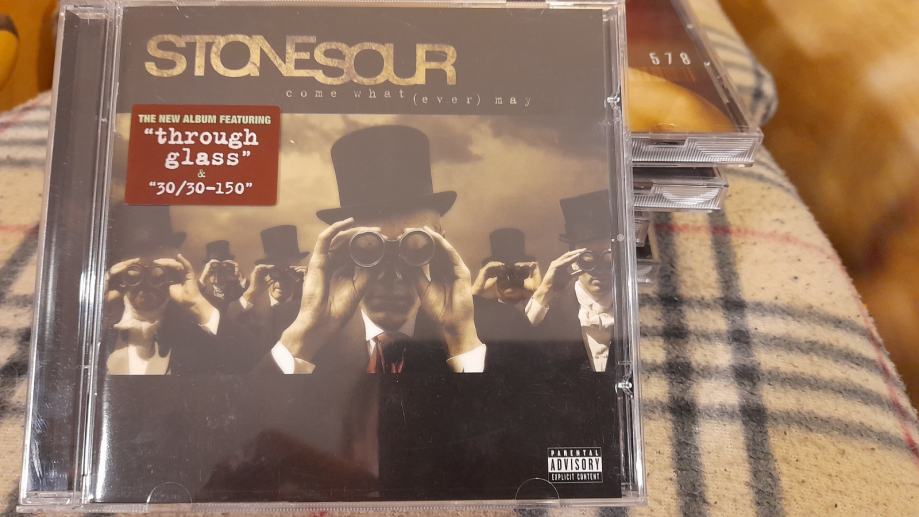 STONESOUR
come what(ever) may
THE NEW ALBUM FEATURING
"through
glass"
&
"30/30-150"
578
PARENTAL
ADVISORY
EXPLICIT CONTENT